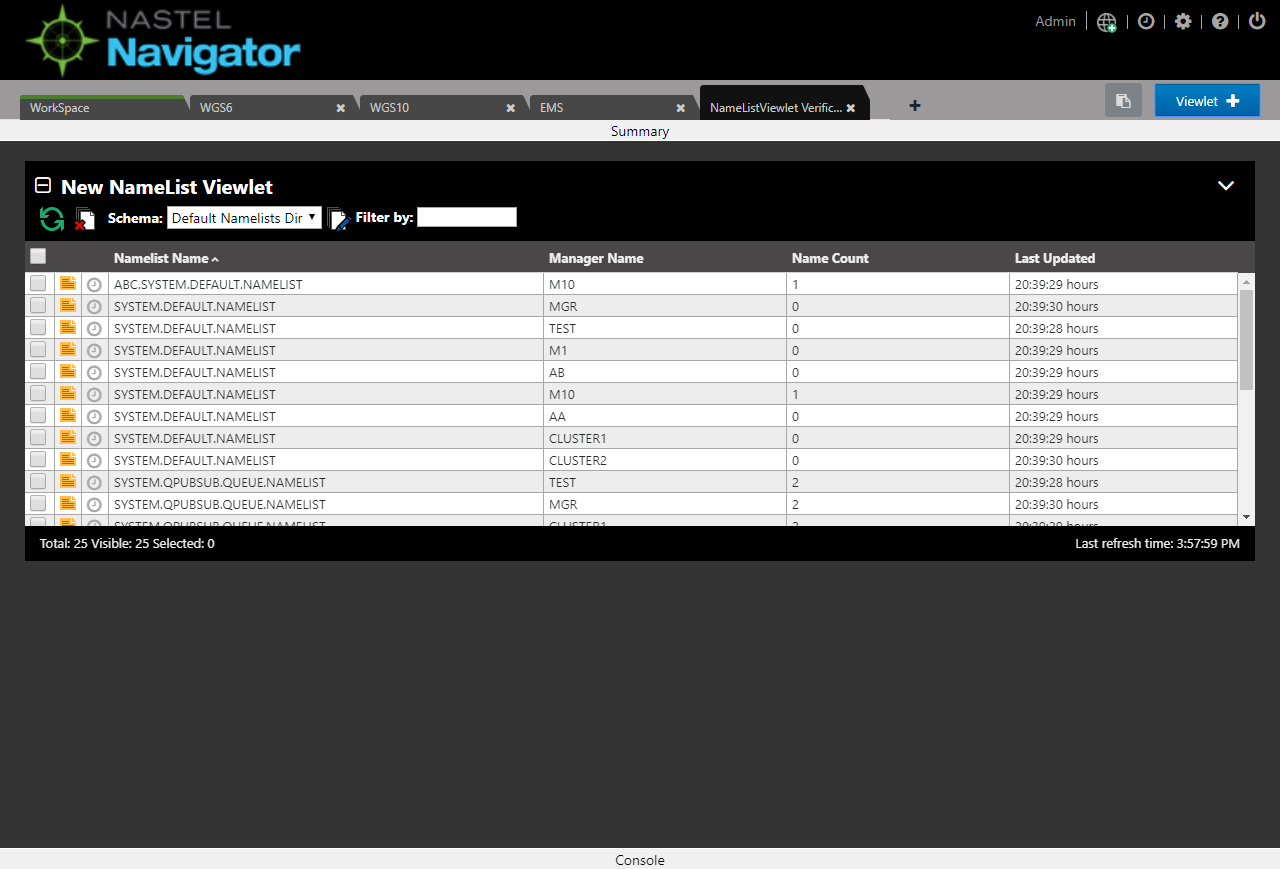 NASTEL
Navigator
Admin
WorkSpace WGS6 WGS10 EMS NameListViewlet Verific... Viewlet
Summary
New NameList Viewlet
Schema: Default Namelists Dir Filter by:
Namelist Name Manager Name Name Count Last Updated
ABC.SYSTEM.DEFAULT.NAMELIST M10 1 20:39:29 hours
SYSTEM.DEFAULT.NAMELIST MGR 0 20:39:30 hours
SYSTEM.DEFAULT.NAMELIST TEST 0 20:39:28 hours
SYSTEM.DEFAULT.NAMELIST M1 0 20:39:29 hours
SYSTEM.DEFAULT.NAMELIST AB 0 20:39:29 hours
SYSTEM.DEFAULT.NAMELIST M10 1 20:39:29 hours
SYSTEM.DEFAULT.NAMELIST AA 0 20:39:29 hours
SYSTEM.DEFAULT.NAMELIST CLUSTER1 0 20:39:29 hours
SYSTEM.DEFAULT.NAMELIST CLUSTER2 0 20:39:30 hours
SYSTEM.QPUBSUB.QUEUE.NAMELIST TEST 2 20:39:28 hours
SYSTEM.QPUBSUB.QUEUE.NAMELIST MGR 2 20:39:30 hours
SYSTEM.QPUBSUB.QUEUE.NAMELIST CLUSTER1
Total: 25 Visible: 25 Selected: 0 Last refresh time: 3:57:59 PM
Console